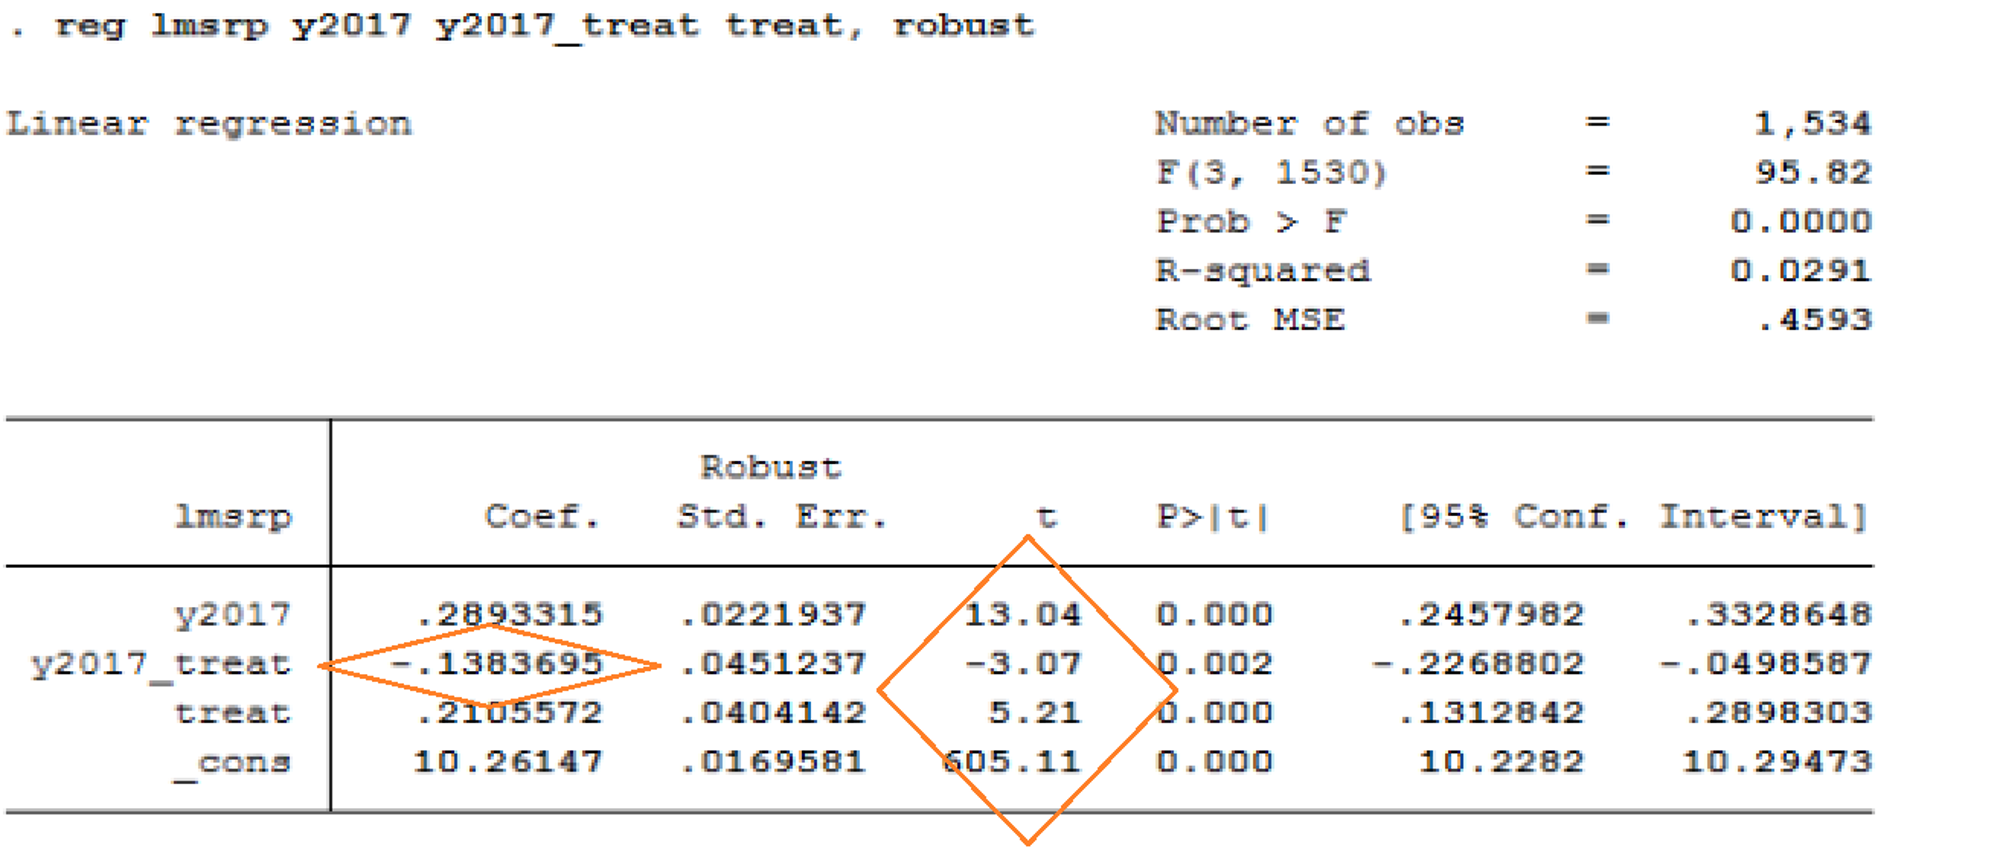 . reg lmsrp y2017 y2017_treat treat, robust
Linear regression Number of obs = 1,534
F(3, 1530) = 95.82
Prob > F = 0.0000
R-squared = 0.0291
Root MSE = .4593
Robust
lmsrp Coef. Std. Err. t P>|t| [95% Conf. Interval]
y2017 .2893315 .0221937 13.04 0.000 .2457982 .3328648
y2017_treat -.1383695 .0451237 -3.07 0.002 -.2268802 -.0498587
treat .2105572 .0404142 5.21 0.000 .1312842 .2898303
_cons 10.26147 .0169581 605.11 0.000 10.2282 10.29473